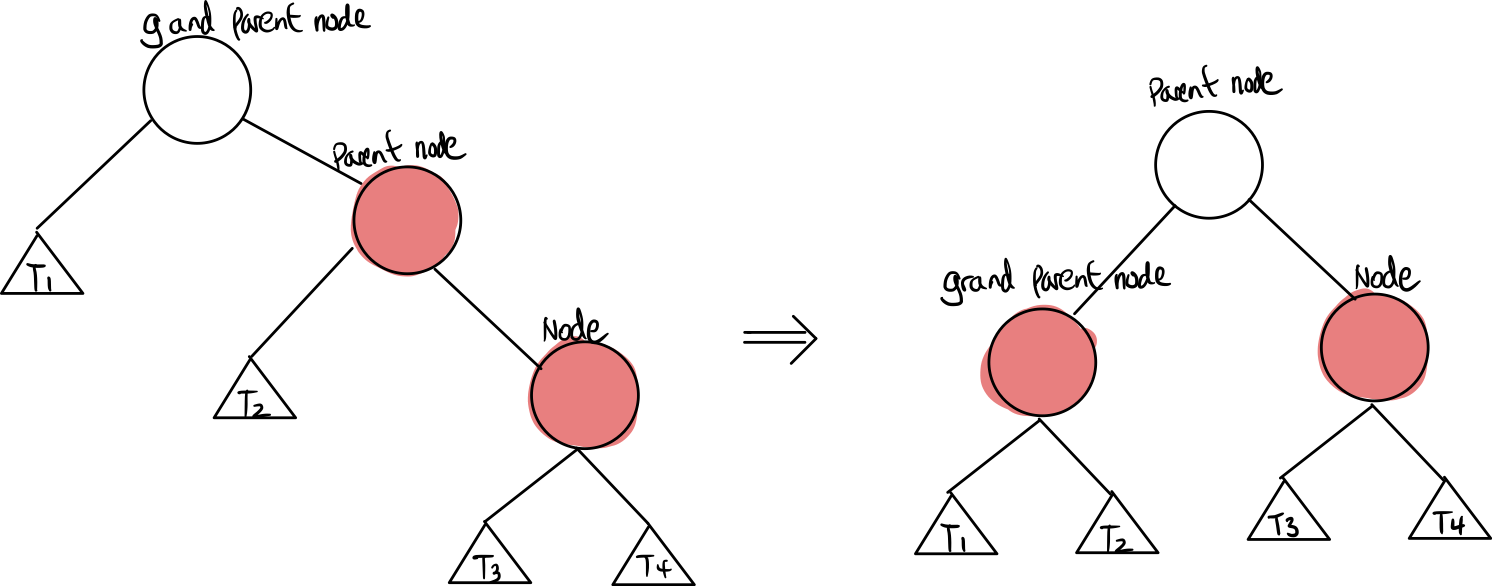 gand parent node
Parent node
Node
T1
T2
T3
T4
Parent node
grand parent node
Node
T1
T2
T3
T4